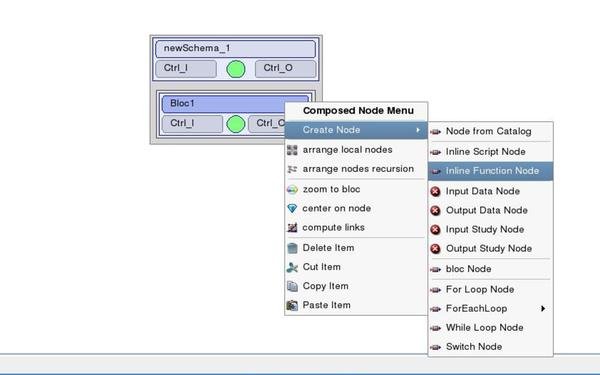 newSchema_1
Ctrl_I
Ctrl_O
Bloc1
Ctrl_I
Ctrl_O
Composed Node Menu
Create Node
arrange local nodes
arrange nodes recursion
zoom to bloc
center on node
compute links
Delete Item
Cut Item
Copy Item
Paste Item
Node from Catalog
Inline Script Node
Inline Function Node
Input Data Node
Output Data Node
Input Study Node
Output Study Node
bloc Node
For Loop Node
ForEachLoop
While Loop Node
Switch Node